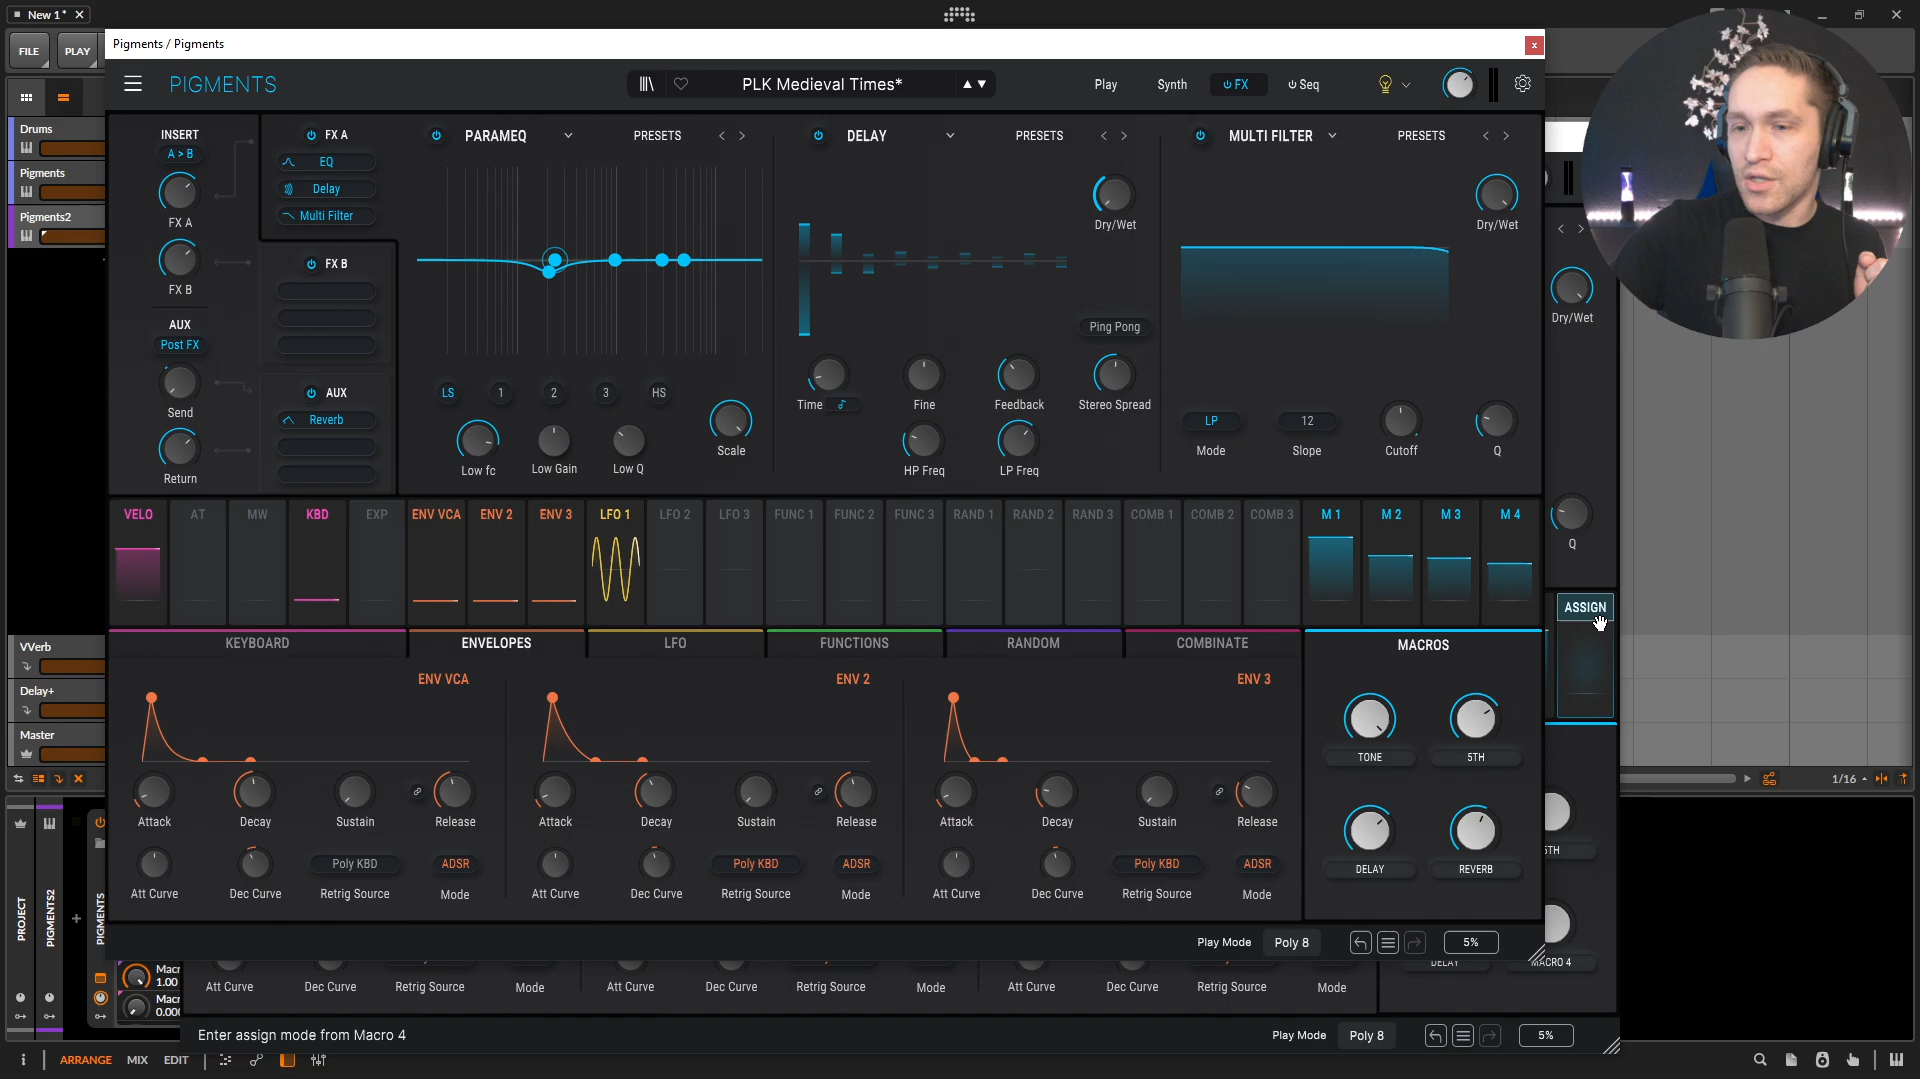 New 1*
FILE
PLAY
Pigments / Pigments
x
PIGMENTS
PLK Medieval Times*
Play
Synth
FX
Seq
Drums
Pigments
Pigments2
INSERT
A > B
FX A
FX B
AUX
Post FX
Send
Return
FX A
EQ
Delay
Multi Filter
FX B
AUX
Reverb
PARAMEQ
PRESETS
LS
1
2
3
HS
Low fc
Low Gain
Low Q
Scale
DELAY
PRESETS
Dry/Wet
Ping Pong
Time
Fine
Feedback
Stereo Spread
HP Freq
LP Freq
MULTI FILTER
PRESETS
Dry/Wet
LP
12
Mode
Slope
Cutoff
Q
Dry/Wet
Q
VELO
AT
MW
KBD
EXP
ENV VCA
ENV 2
ENV 3
LFO 1
LFO 2
LFO 3
FUNC 1
FUNC 2
FUNC 3
RAND 1
RAND 2
RAND 3
COMB 1
COMB 2
COMB 3
M 1
M 2
M 3
M 4
ASSIGN
VVerb
Delay+
Master
KEYBOARD
ENVELOPES
LFO
FUNCTIONS
RANDOM
COMBINATE
MACROS
ENV VCA
ENV 2
ENV 3
Attack
Decay
Sustain
Release
Attack
Decay
Sustain
Release
Attack
Decay
Sustain
Release
Poly KBD
ADSR
Poly KBD
ADSR
Poly KBD
ADSR
Att Curve
Dec Curve
Retrig Source
Mode
Att Curve
Dec Curve
Retrig Source
Mode
Att Curve
Dec Curve
Retrig Source
Mode
TONE
5TH
DELAY
REVERB
1/16
5TH
PROJECT
PIGMENTS2
PIGMENTS
Play Mode
Poly 8
5%
DELAY
MACRO 4
Macr
1.00
Macr
0.000
Att Curve
Dec Curve
Retrig Source
Mode
Att Curve
Dec Curve
Retrig Source
Mode
Att Curve
Dec Curve
Retrig Source
Mode
Enter assign mode from Macro 4
Play Mode
Poly 8
5%
ARRANGE
MIX
EDIT